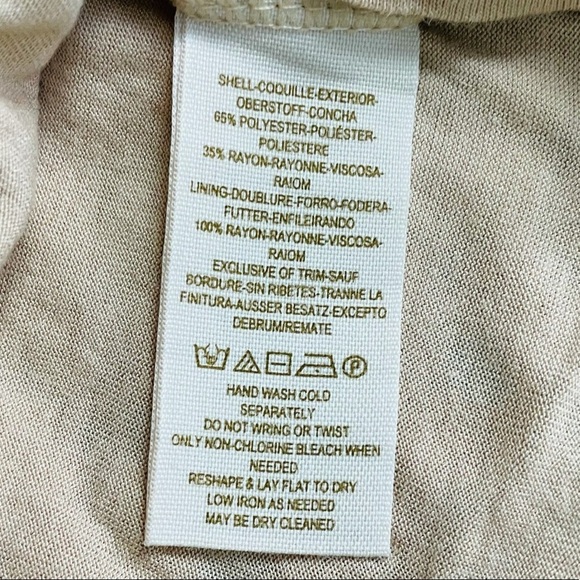 SHELL-COQUILLE-EXTERIOR-
OBERSTOFF-CONCHA
65% POLYESTER-POLIÉSTER-
POLIESTERE
35% RAYON-RAYONNE-VISCOSA-
RAIOM
LINING-DOUBLURE-FORRO-FODERA-
FUTTER-ENFILEIRANDO
100% RAYON-RAYONNE-VISCOSA-
RAIOM
EXCLUSIVE OF TRIM-SAUF
BORDURE-SIN RIBETES-TRANNE LA
FINITURA-AUSSER BESATZ-EXCEPTO
DEBRUM/REMATE
P
HAND WASH COLD
SEPARATELY
DO NOT WRING OR TWIST
ONLY NON-CHLORINE BLEACH WHEN
NEEDED
RESHAPE & LAY FLAT TO DRY
LOW IRON AS NEEDED
MAY BE DRY CLEANED